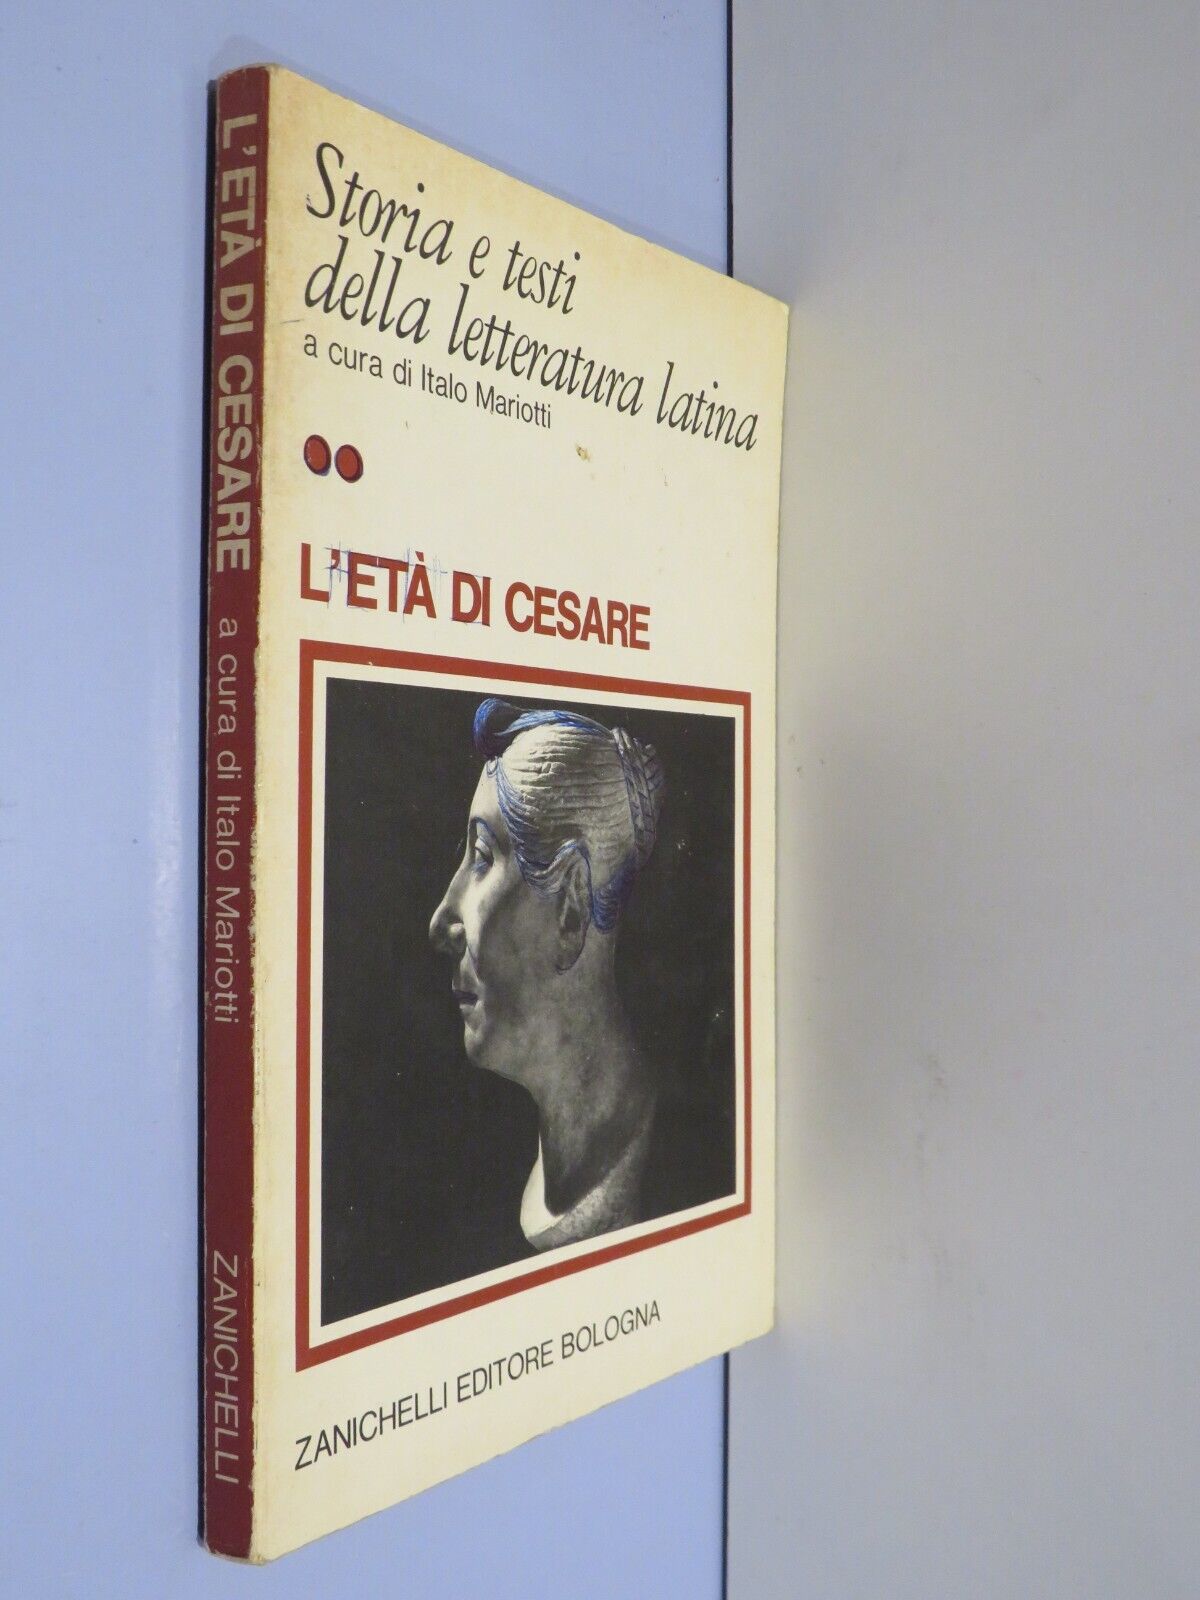 L'ETÀ DI CESARE a cura di Italo Mariotti ZANICHELLI
Storia e testi
della letteratura latina
a cura di Italo Mariotti
L'ETÀ DI CESARE
ZANICHELLI EDITORE BOLOGNA